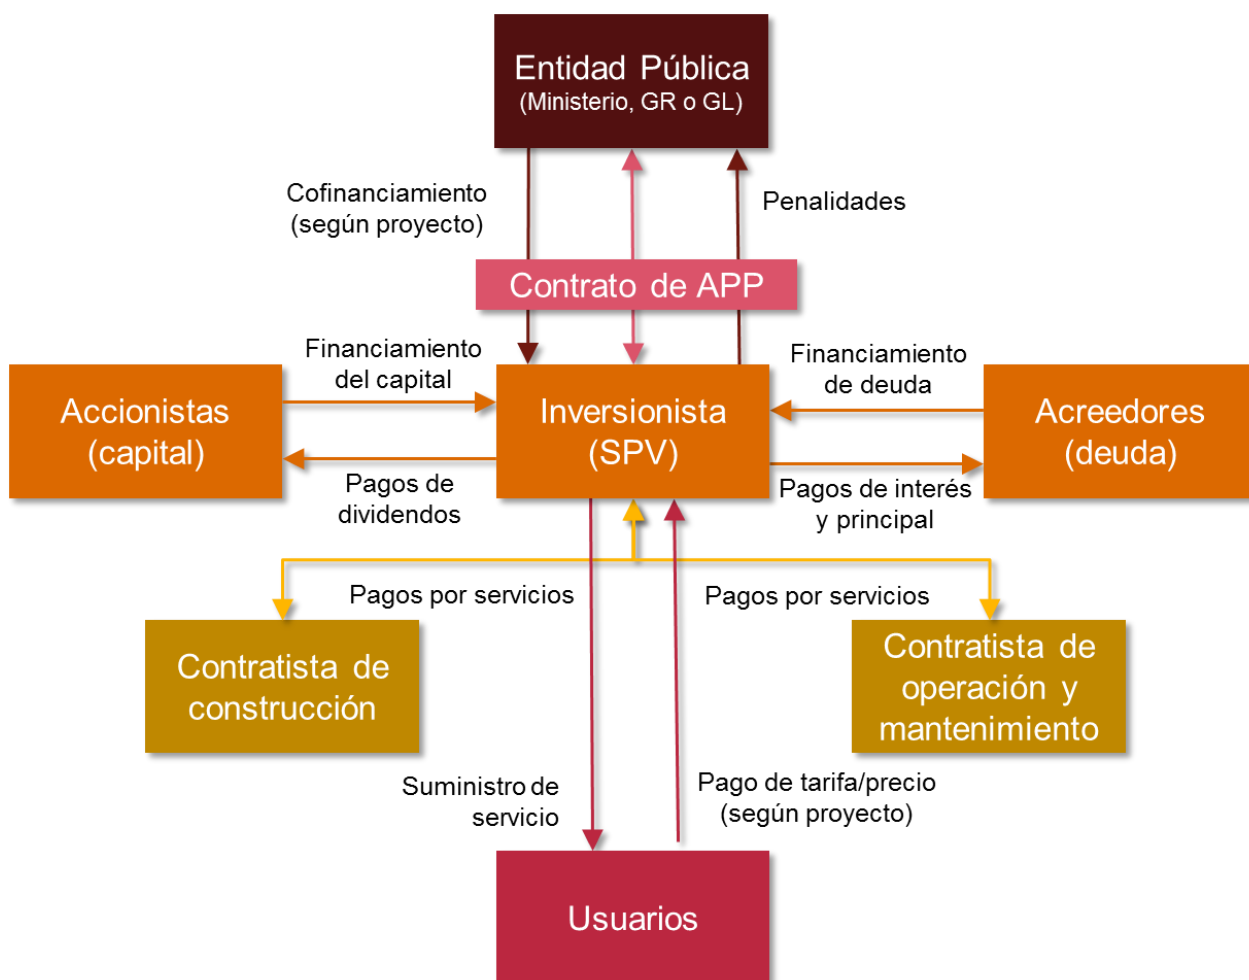 Entidad Pública
(Ministerio, GR o GL)
Cofinanciamiento
(según proyecto)
Penalidades
Contrato de APP
Financiamiento
del capital
Financiamiento
de deuda
Accionistas
(capital)
Inversionista
(SPV)
Acreedores
(deuda)
Pagos de
dividendos
Pagos de interés
y principal
Pagos por servicios
Pagos por servicios
Contratista de
construcción
Contratista de
operación y
mantenimiento
Suministro de
servicio
Pago de tarifa/precio
(según proyecto)
Usuarios